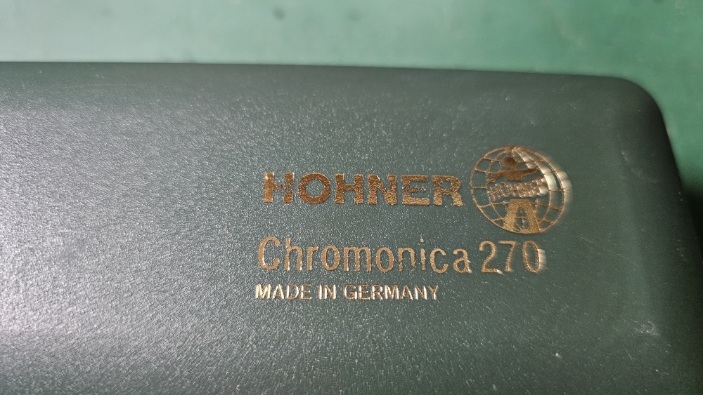 HOHNER
Chromonica 270
MADE IN GERMANY